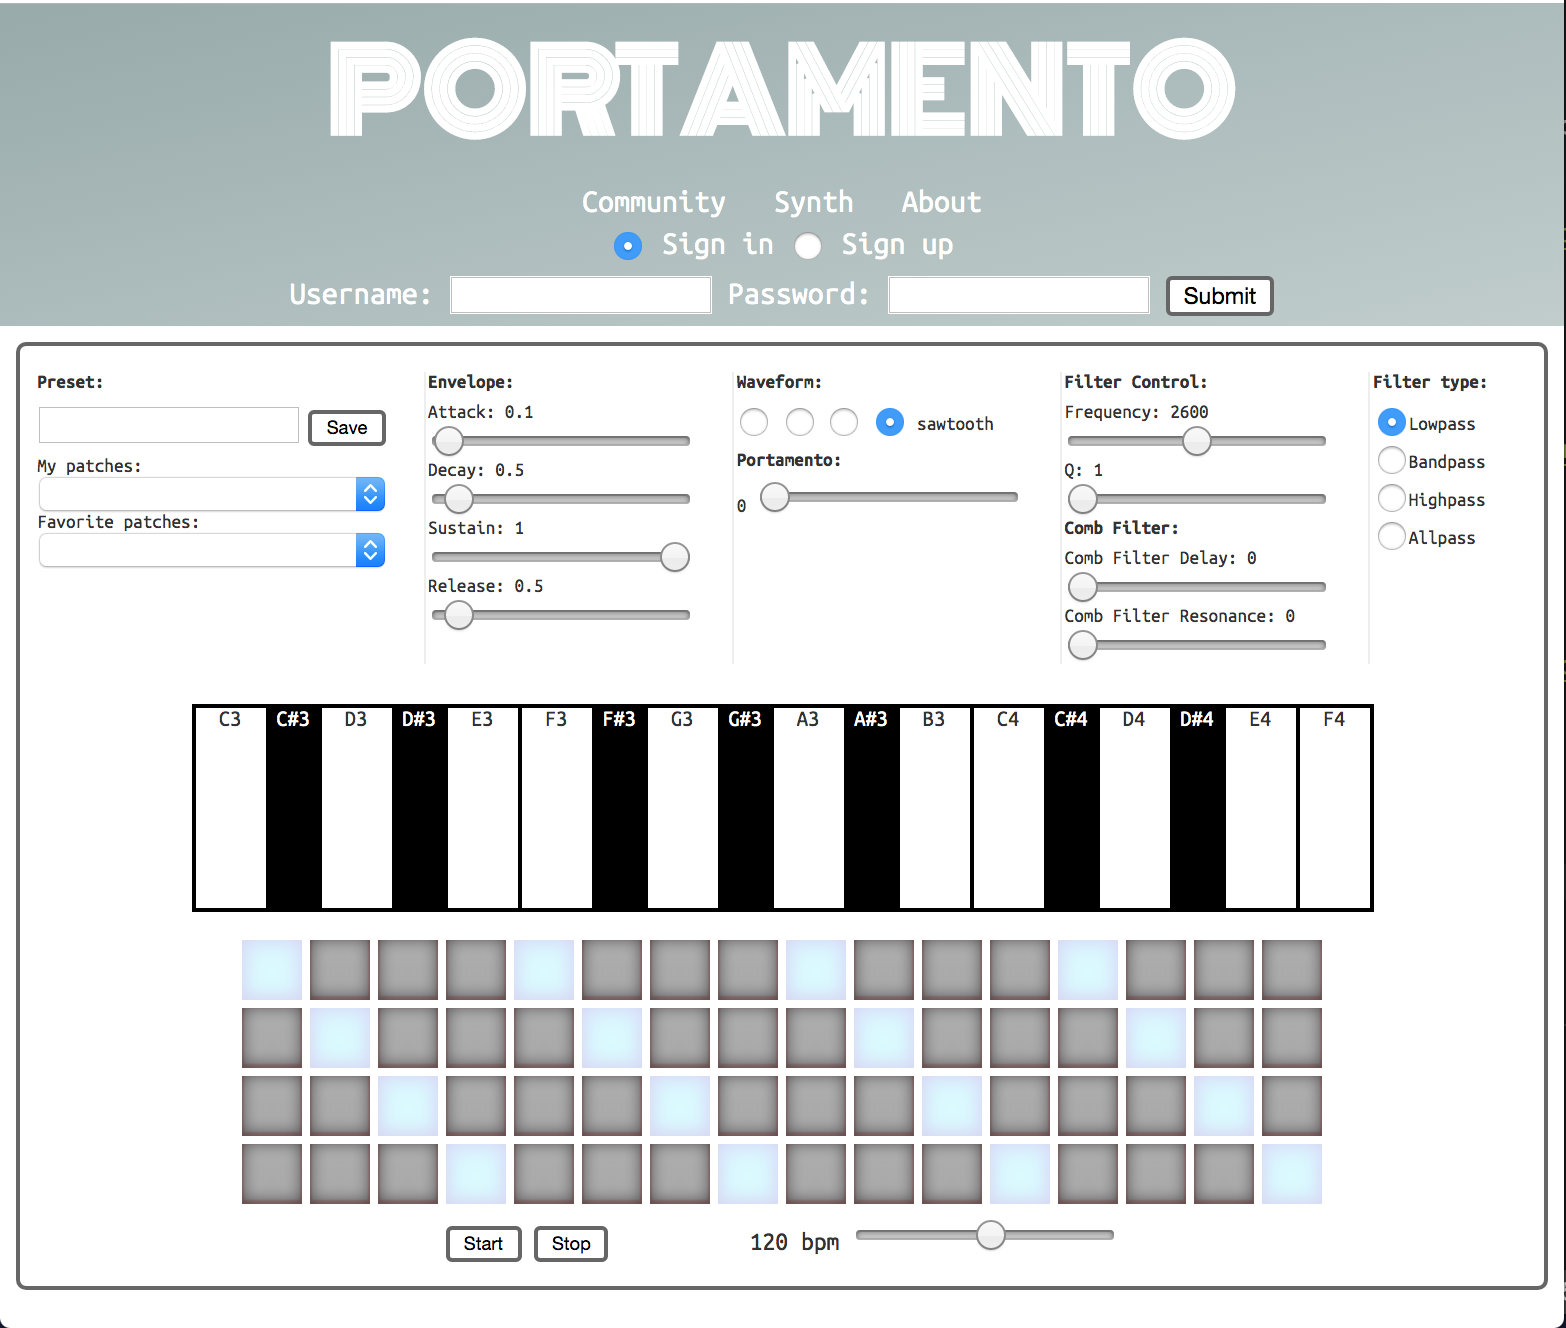 PORTAMENTO
Community Synth About
Sign in Sign up
Username: Password: Submit
Preset:
Save
My patches:
Favorite patches:
Envelope:
Attack: 0.1
Decay: 0.5
Sustain: 1
Release: 0.5
Waveform:
sawtooth
Portamento:
0
Filter Control:
Frequency: 2600
Q: 1
Comb Filter:
Comb Filter Delay: 0
Comb Filter Resonance: 0
Filter type:
Lowpass
Bandpass
Highpass
Allpass
C3 C#3 D3 D#3 E3 F3 F#3 G3 G#3 A3 A#3 B3 C4 C#4 D4 D#4 E4 F4
Start Stop 120 bpm